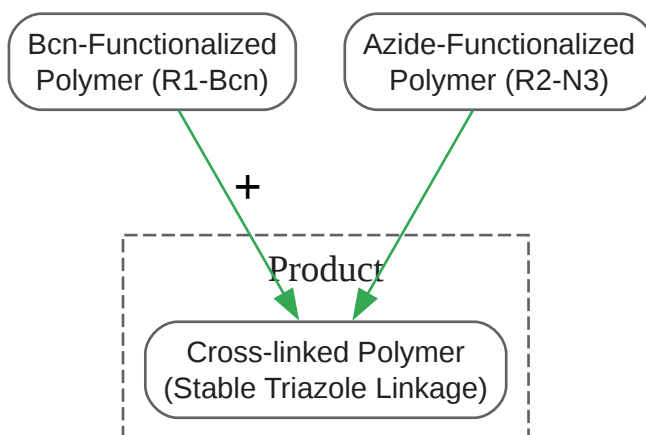 Bcn-Functionalized
Polymer (R1-Bcn)
Azide-Functionalized
Polymer (R2-N3)
+
Product
Cross-linked Polymer
(Stable Triazole Linkage)